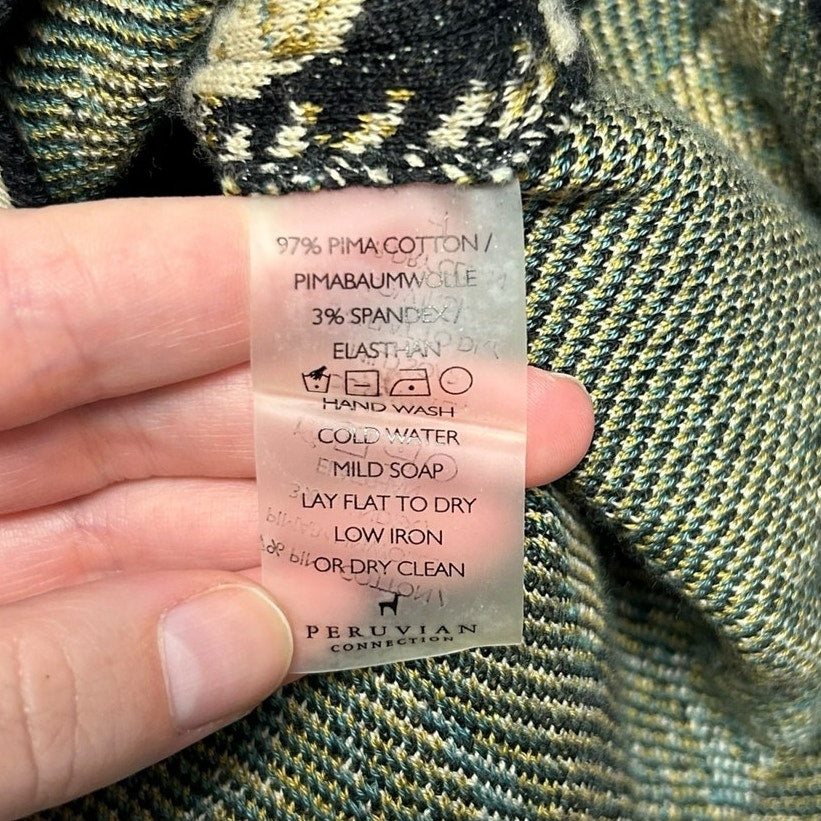 97% PIMA COTTON /
PIMABAUMWOLLE
3% SPANDEX /
ELASTHAN
HAND WASH
COLD WATER
MILD SOAP
LAY FLAT TO DRY
LOW IRON
OR DRY CLEAN
PERUVIAN
CONNECTION